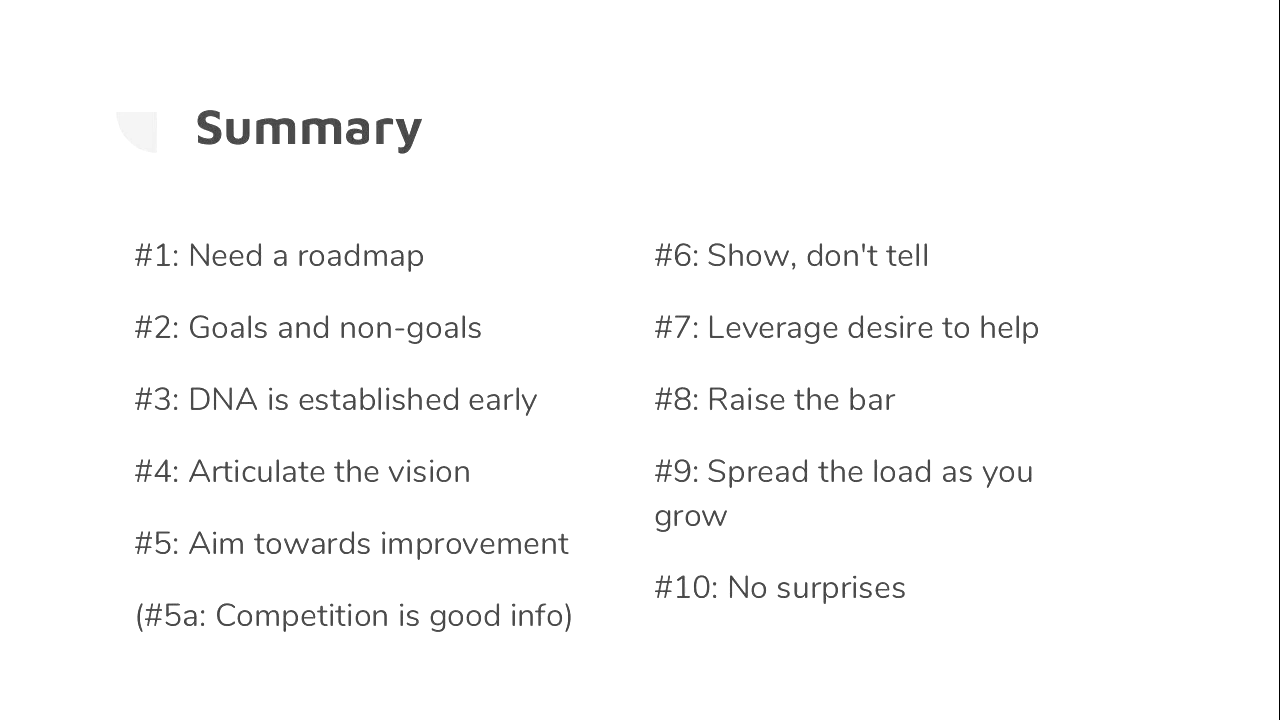 Summary
#1: Need a roadmap
#2: Goals and non-goals
#3: DNA is established early
#4: Articulate the vision
#5: Aim towards improvement
(#5a: Competition is good info)
#6: Show, don't tell
#7: Leverage desire to help
#8: Raise the bar
#9: Spread the load as you
grow
#10: No surprises